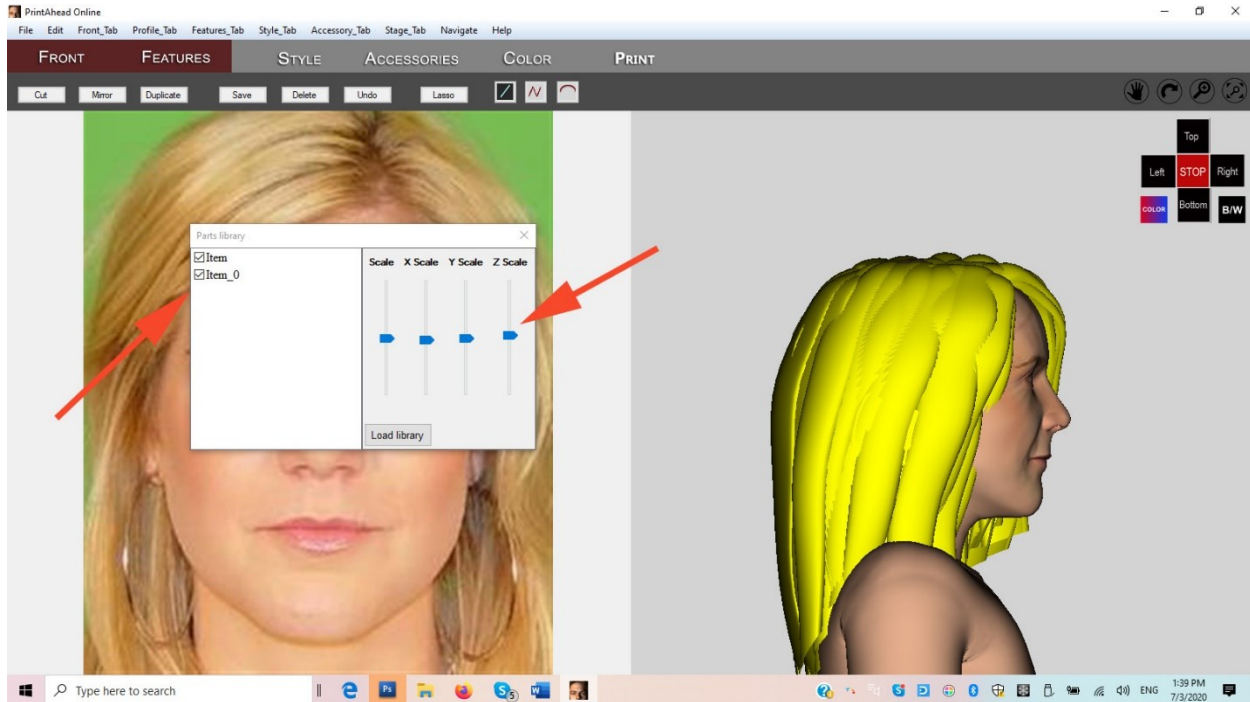 PrintAhead Online
File Edit Front_Tab Profile_Tab Features_Tab Style_Tab Accessory_Tab Stage_Tab Navigate Help
FRONT FEATURES STYLE ACCESSORIES COLOR PRINT
Cut Mirror Duplicate Save Delete Undo Lasso
Top
Left STOP Right
COLOR Bottom B/W
Parts library
Item
Item_0
Scale X Scale Y Scale Z Scale
Load library
Type here to search
Ps
5
ENG
1:39 PM
7/3/2020